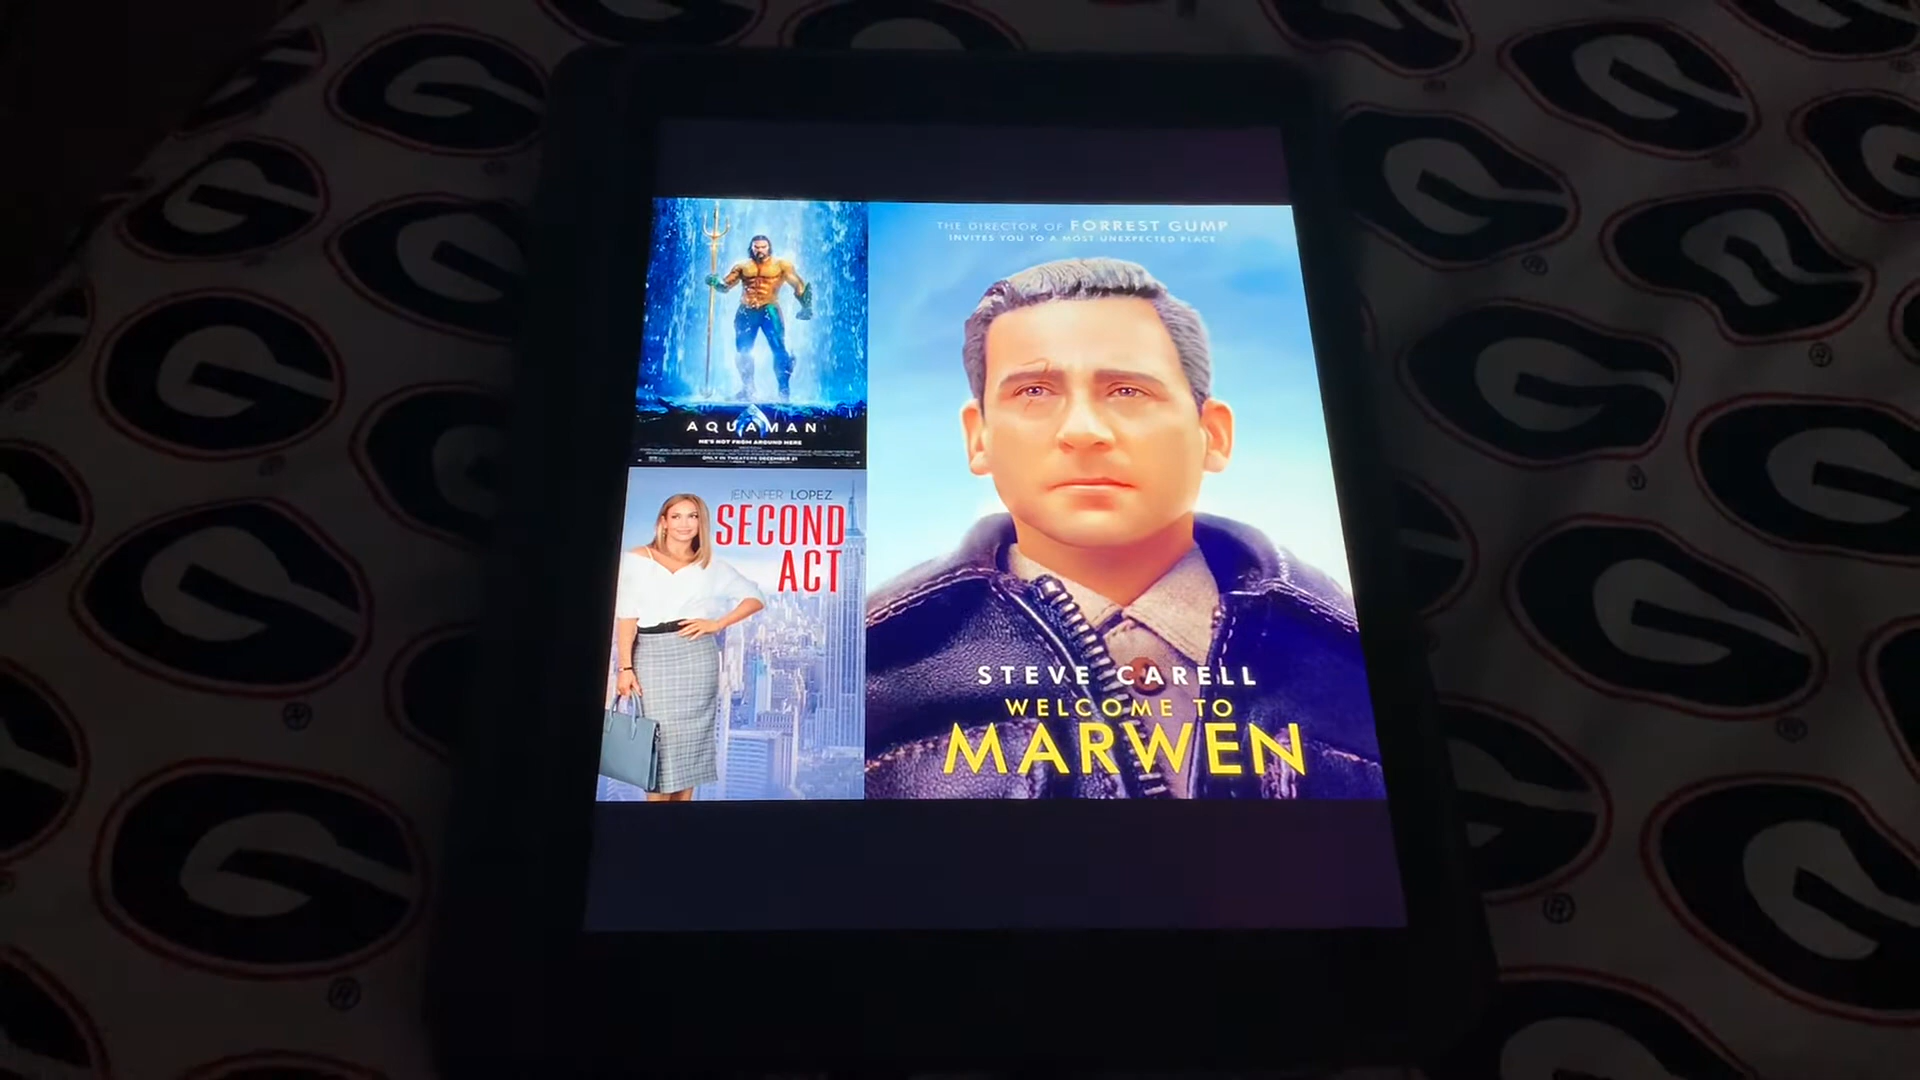 AQUAMAN
HE'S NOT FROM AROUND HERE
ONLY IN THEATERS DECEMBER 21
JENNIFER LOPEZ
SECOND
ACT
THE DIRECTOR OF FORREST GUMP
INVITES YOU TO A MOST UNEXPECTED PLACE
STEVE CARELL
WELCOME TO
MARWEN
G